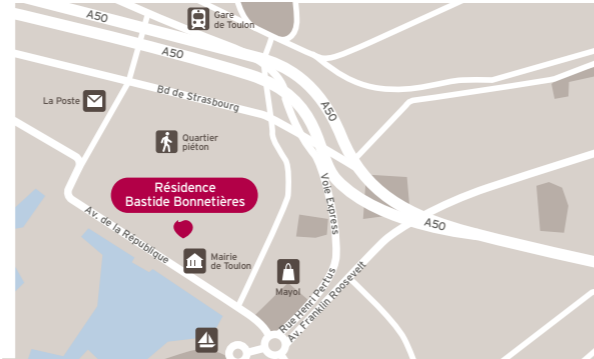 A50
Gare
de Toulon
A50
La Poste
Bd de Strasbourg
A50
Quartier
piéton
Résidence
Bastide Bonnetières
Voie Express
Av. de la République
A50
Mairie
de Toulon
Mayol
Rue Henri Pertus
Av. Franklin Roosevelt